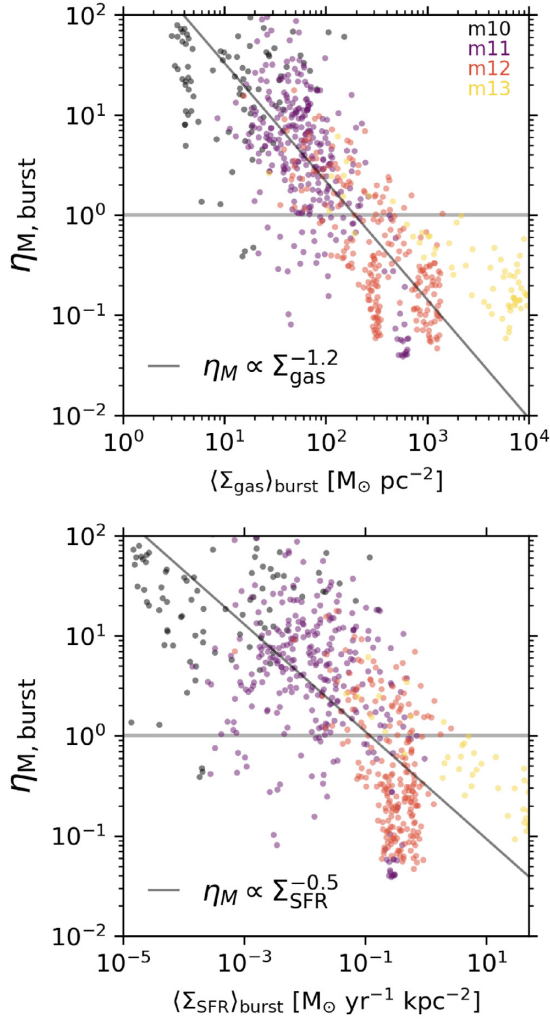 10²
10¹
10⁰
10⁻¹
10⁻²
η_M, burst
m10
m11
m12
m13
η_M ∝ Σ_gas^−1.2
10⁰ 10¹ 10² 10³ 10⁴
⟨Σ_gas⟩_burst [M_⊙ pc⁻²]
10²
10¹
10⁰
10⁻¹
10⁻²
η_M, burst
η_M ∝ Σ_SFR^−0.5
10⁻⁵ 10⁻³ 10⁻¹ 10¹
⟨Σ_SFR⟩_burst [M_⊙ yr⁻¹ kpc⁻²]